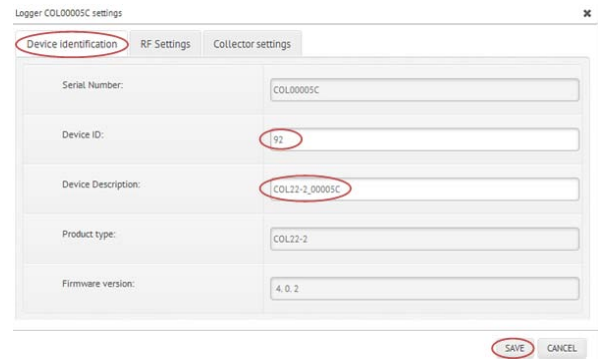 Logger COL00005C settings
Device identification RF Settings Collector settings
Serial Number: COL00005C
Device ID: 92
Device Description: COL22-2_00005C
Product type: COL22-2
Firmware version: 4. 0. 2
SAVE CANCEL